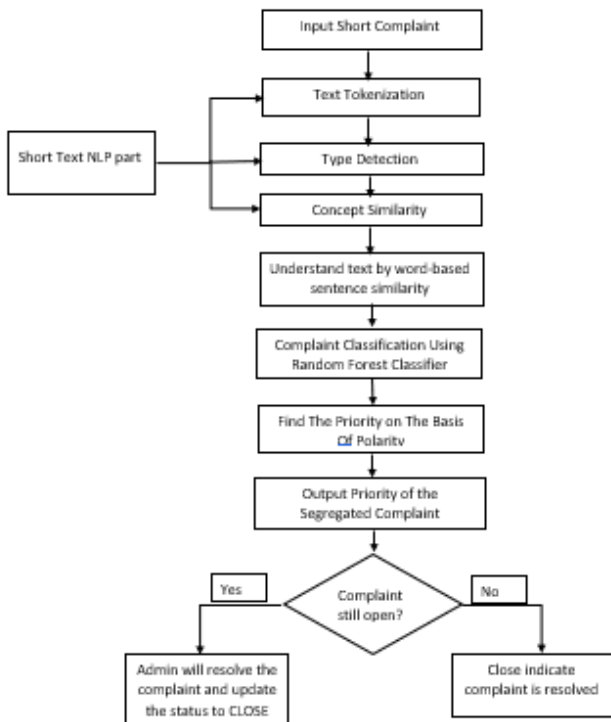 Input Short Complaint
Text Tokenization
Short Text NLP part
Type Detection
Concept Similarity
Understand text by word-based
sentence similarity
Complaint Classification Using
Random Forest Classifier
Find The Priority on The Basis
Of Polarity
Output Priority of the
Segregated Complaint
Yes
Complaint
still open?
No
Admin will resolve the
complaint and update
the status to CLOSE
Close indicate
complaint is resolved